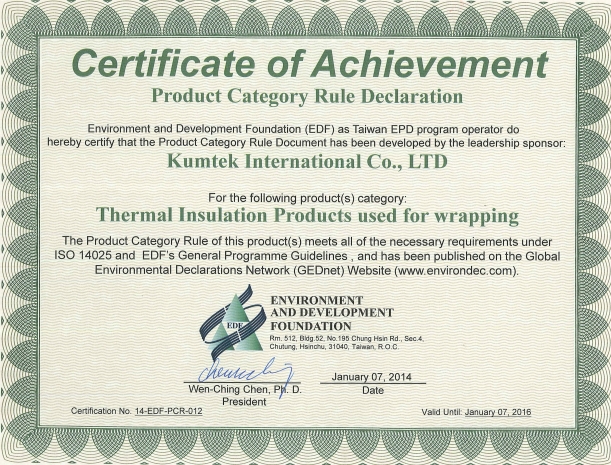 Certificate of Achievement
Product Category Rule Declaration
Environment and Development Foundation (EDF) as Taiwan EPD program operator do
hereby certify that the Product Category Rule Document has been developed by the leadership sponsor:
Kumtek International Co., LTD
For the following product(s) category:
Thermal Insulation Products used for wrapping
The Product Category Rule of this product(s) meets all of the necessary requirements under
ISO 14025 and EDF's General Programme Guidelines , and has been published on the Global
Environmental Declarations Network (GEDnet) Website (www.environdec.com).
EDF
ENVIRONMENT
AND DEVELOPMENT
FOUNDATION
Rm. 512, Bldg.52, No.195 Chung Hsin Rd., Sec.4,
Chutung, Hsinchu, 31040, Taiwan, R.O.C.
Wen-Ching Chen, Ph. D.
President
January 07, 2014
Date
Certification No. 14-EDF-PCR-012
Valid Until: January 07, 2016